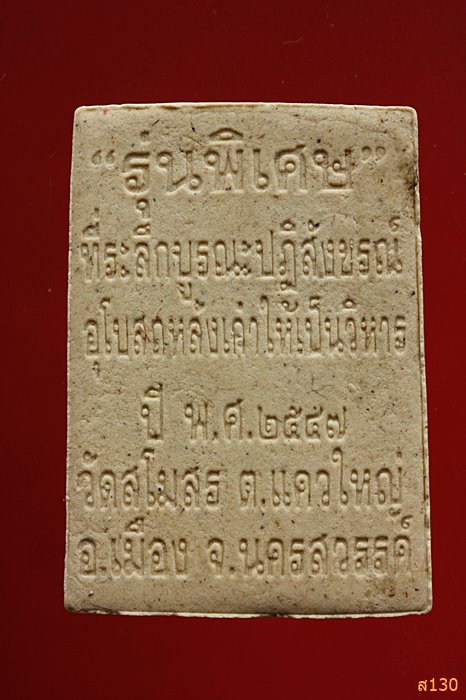 “รุ่นพิเศษ”
ที่ระลึกบูรณะปฏิสังขรณ์
อุโบสถหลังเก่าให้เป็นวิหาร
ปี พ.ศ.๒๕๔๗
วัดสโมสร ต.แควใหญ่
อ.เมือง จ.นครสวรรค์
ส130